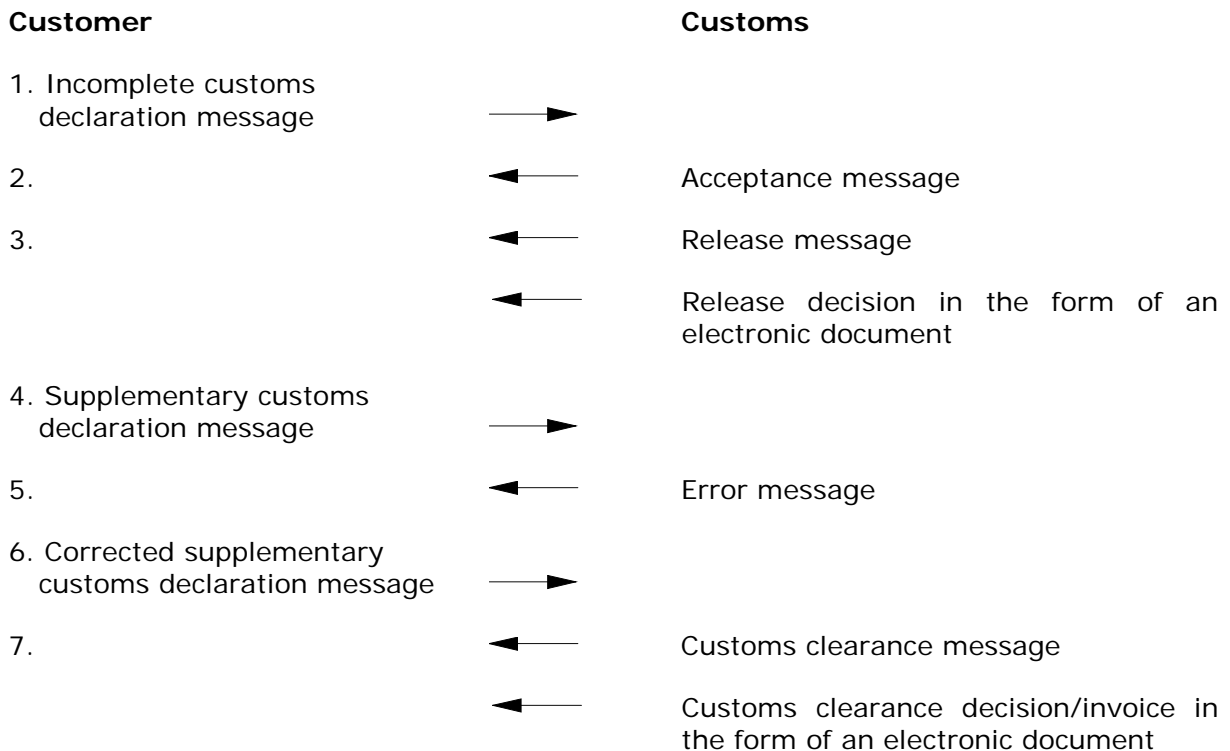 Customer Customs
1. Incomplete customs
declaration message
2. Acceptance message
3. Release message
Release decision in the form of an
electronic document
4. Supplementary customs
declaration message
5. Error message
6. Corrected supplementary
customs declaration message
7. Customs clearance message
Customs clearance decision/invoice in
the form of an electronic document